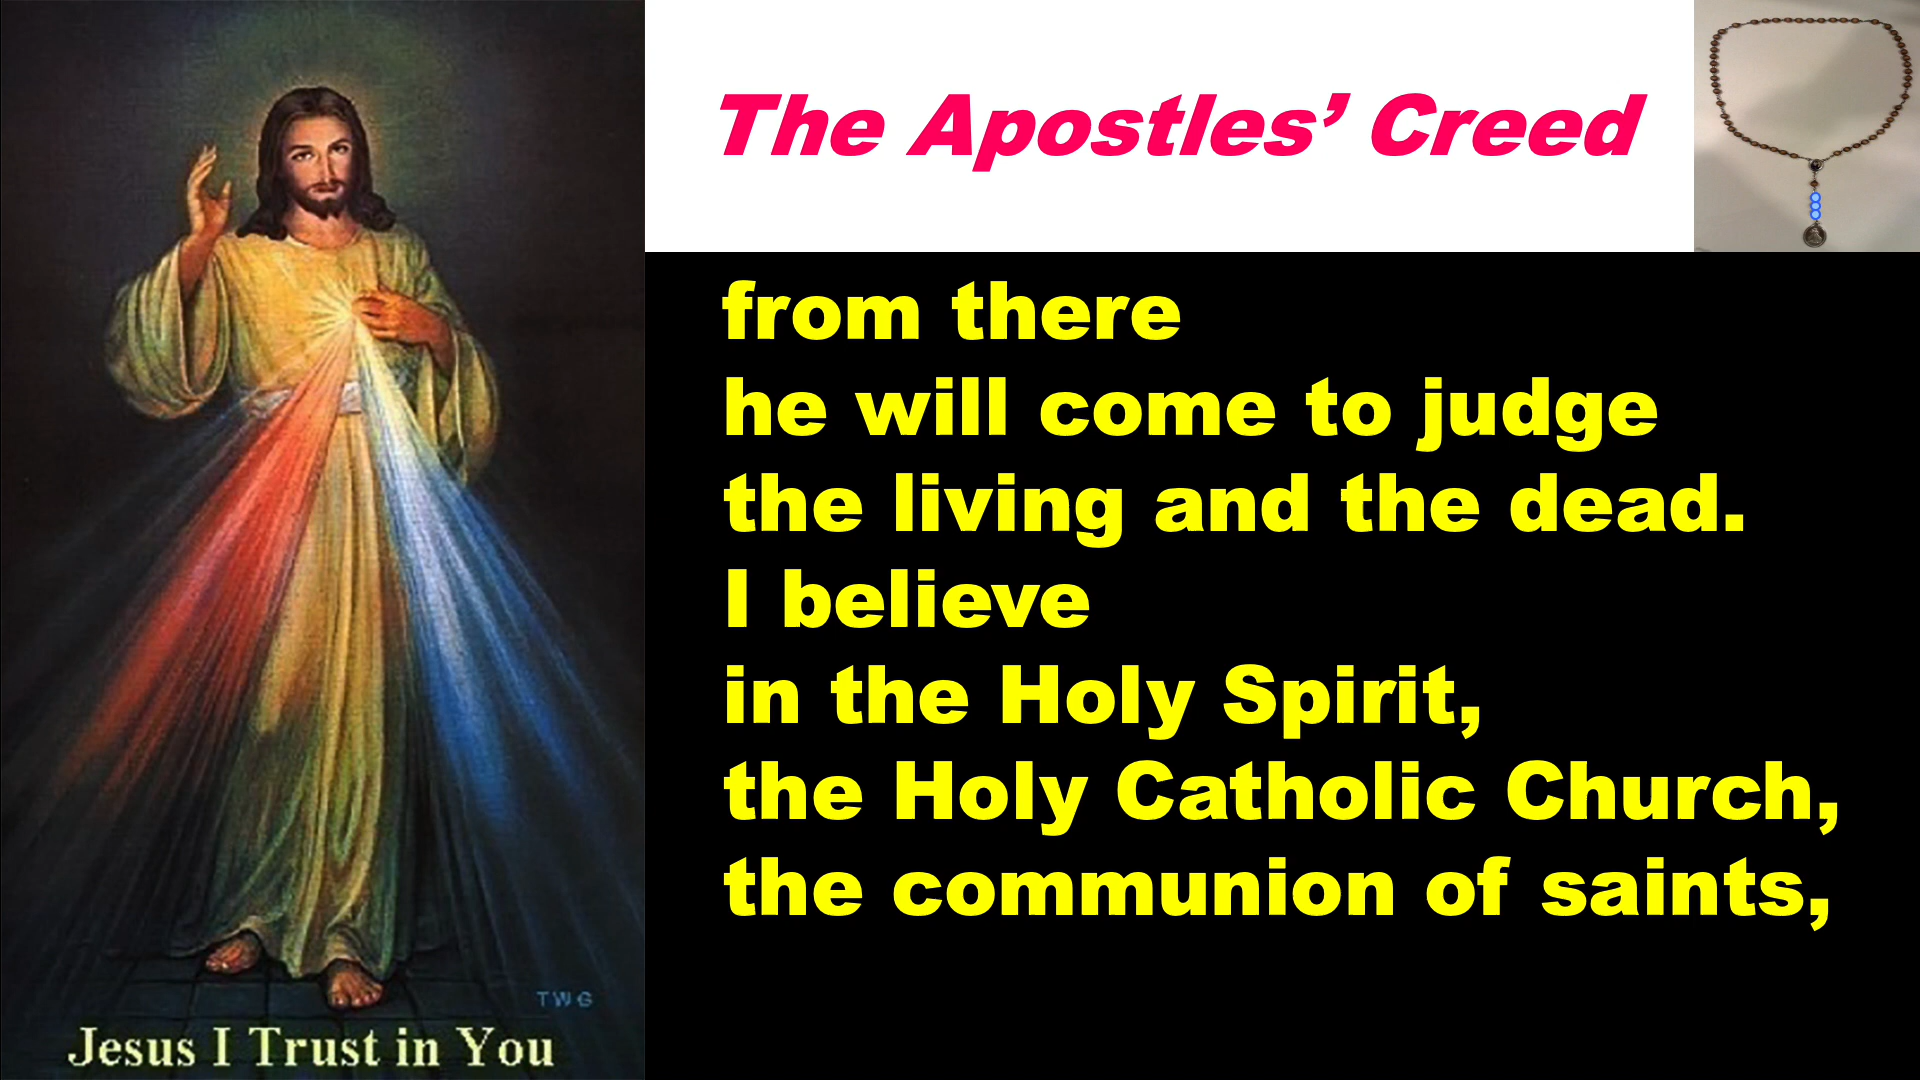 The Apostles’ Creed
from there
he will come to judge
the living and the dead.
I believe
in the Holy Spirit,
the Holy Catholic Church,
the communion of saints,
TWG
Jesus I Trust in You